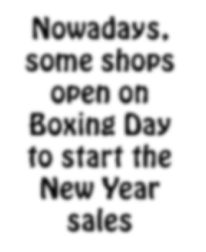 Nowadays,
some shops
open on
Boxing Day
to start the
New Year
sales